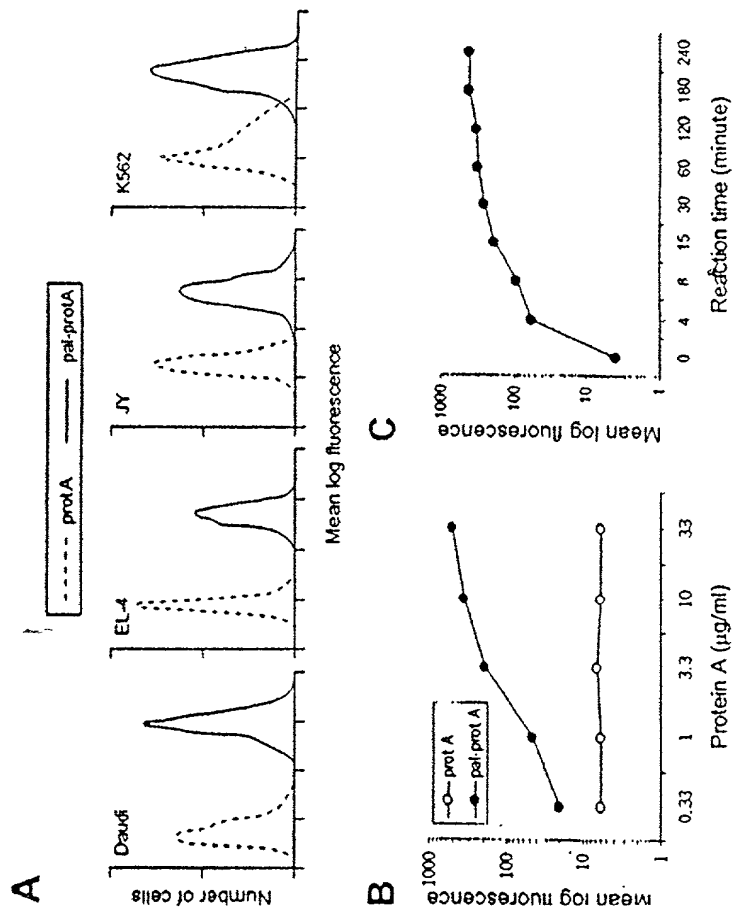 A
prot A
pal-protA
Number of cells
Daudi
EL-4
JY
K562
Mean log fluorescence
B
Mean log fluorescence
1000
100
10
1
prot A
pal-prot A
0.33
1
3.3
10
33
Protein A (μg/ml)
C
Mean log fluorescence
1000
100
10
1
0
4
8
15
30
60
120
180
240
Reaction time (minute)